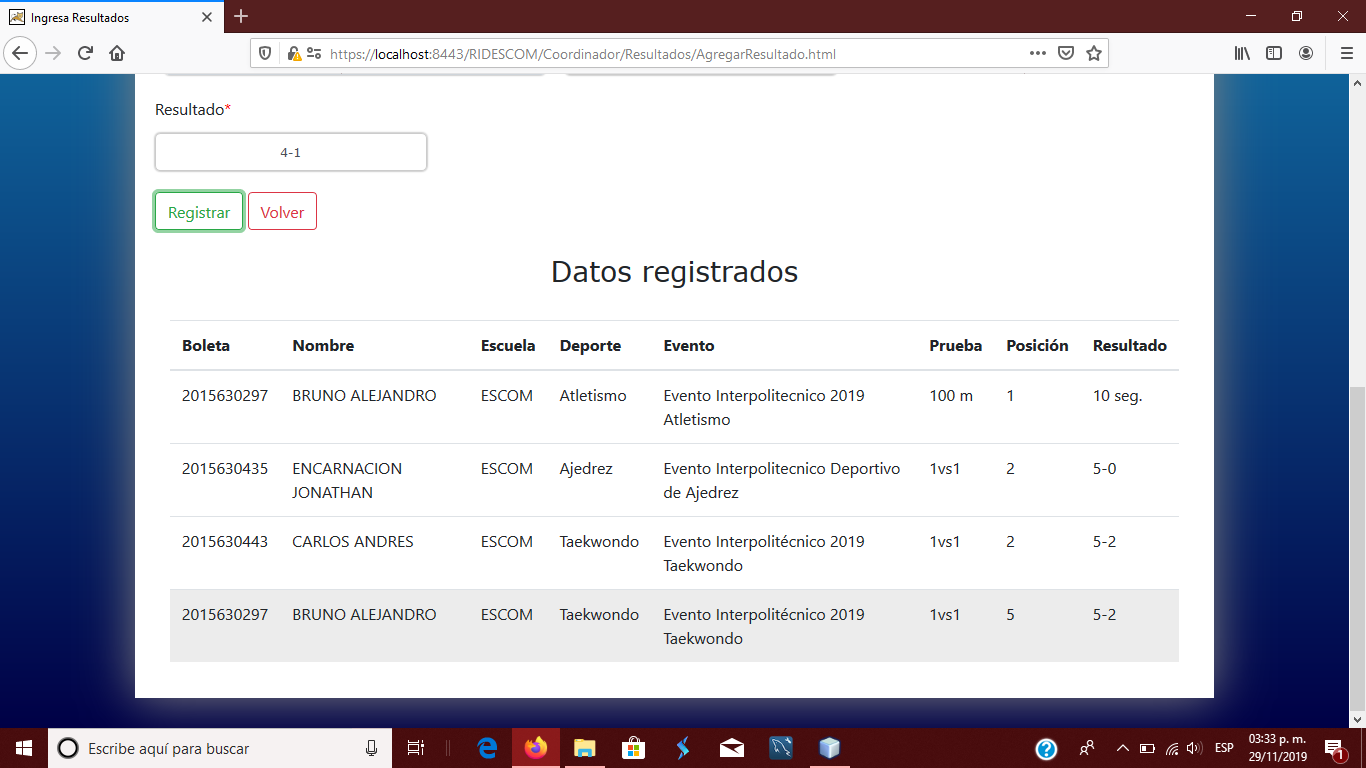 Ingresa Resultados
https://localhost:8443/RIDESCOM/Coordinador/Resultados/AgregarResultado.html
Resultado*
4-1
Registrar Volver
Datos registrados
Boleta Nombre Escuela Deporte Evento Prueba Posición Resultado
2015630297 BRUNO ALEJANDRO ESCOM Atletismo Evento Interpolitecnico 2019 100 m 1 10 seg.
Atletismo
2015630435 ENCARNACION ESCOM Ajedrez Evento Interpolitecnico Deportivo 1vs1 2 5-0
JONATHAN de Ajedrez
2015630443 CARLOS ANDRES ESCOM Taekwondo Evento Interpolitécnico 2019 1vs1 2 5-2
Taekwondo
2015630297 BRUNO ALEJANDRO ESCOM Taekwondo Evento Interpolitécnico 2019 1vs1 5 5-2
Taekwondo
Escribe aquí para buscar
ESP
03:33 p. m.
29/11/2019
1